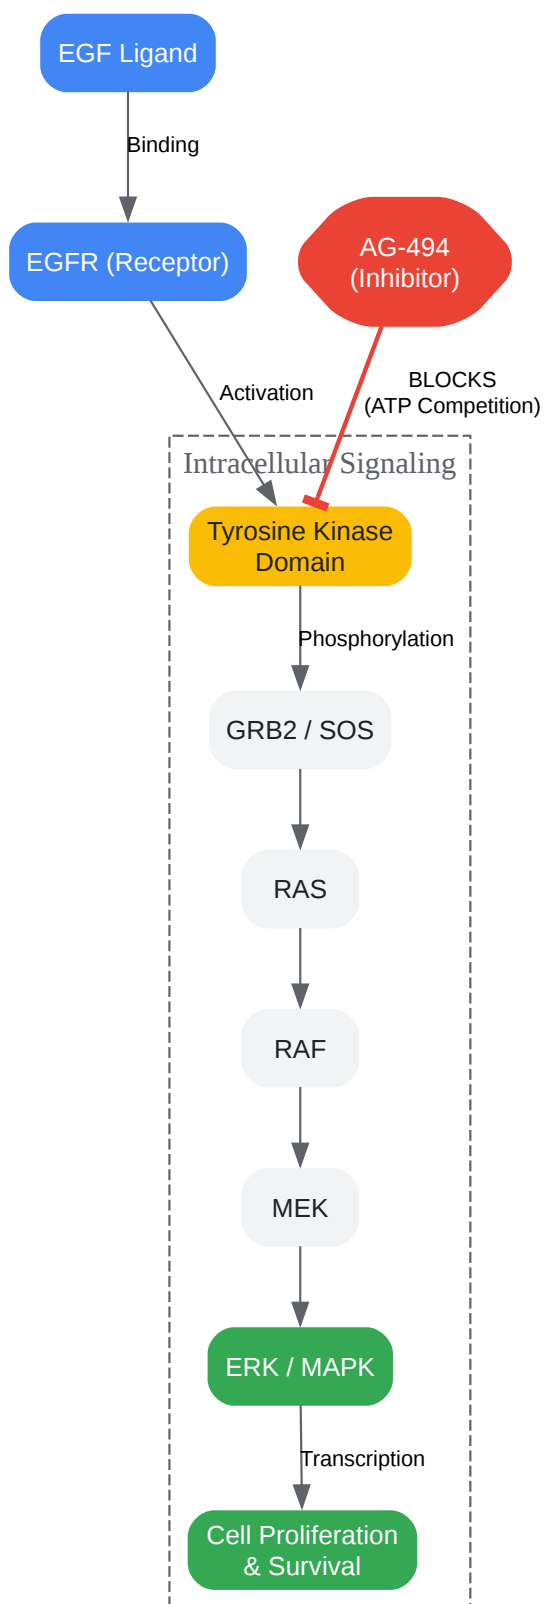 EGF Ligand
Binding
EGFR (Receptor)
AG-494
(Inhibitor)
Activation
BLOCKS
(ATP Competition)
Intracellular Signaling
Tyrosine Kinase
Domain
Phosphorylation
GRB2 / SOS
RAS
RAF
MEK
ERK / MAPK
Transcription
Cell Proliferation
& Survival